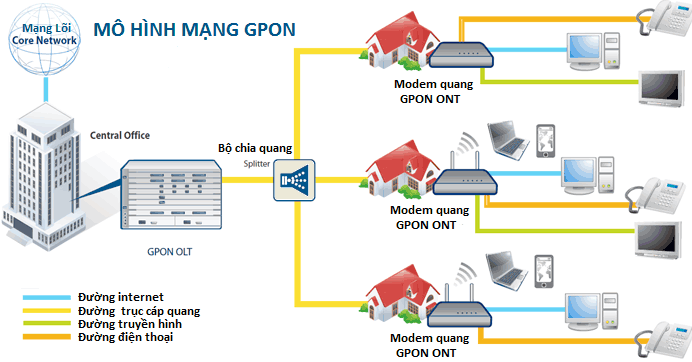 Mạng Lõi
Core Network
MÔ HÌNH MẠNG GPON
Central Office
GPON OLT
Bộ chia quang
Splitter
Modem quang
GPON ONT
Modem quang
GPON ONT
Modem quang
GPON ONT
Đường internet
Đường trục cáp quang
Đường truyền hình
Đường điện thoại